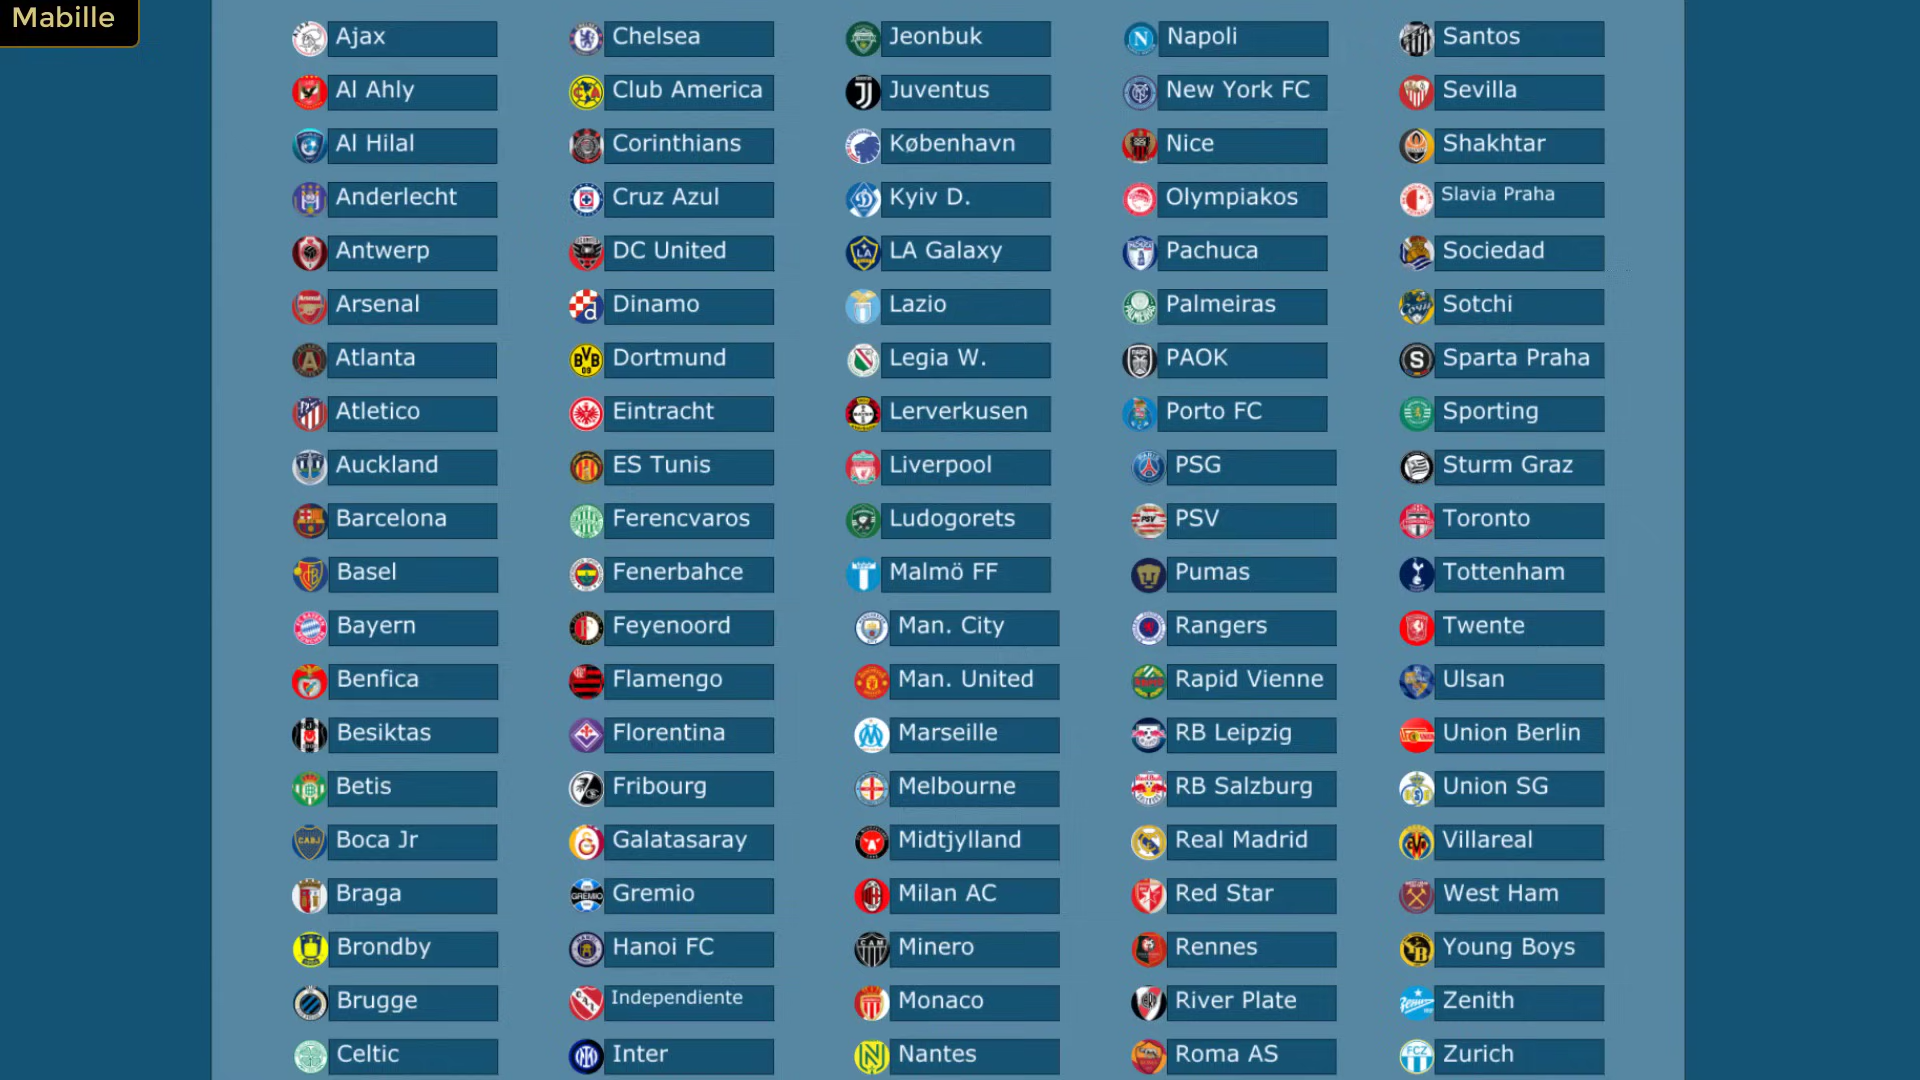 Mabille
Ajax
Al Ahly
Al Hilal
Anderlecht
Antwerp
Arsenal
Atlanta
Atletico
Auckland
Barcelona
Basel
Bayern
Benfica
Besiktas
Betis
Boca Jr
Braga
Brondby
Brugge
Celtic
Chelsea
Club America
Corinthians
Cruz Azul
DC United
Dinamo
Dortmund
Eintracht
ES Tunis
Ferencvaros
Fenerbahce
Feyenoord
Flamengo
Florentina
Fribourg
Galatasaray
Gremio
Hanoi FC
Independiente
Inter
Jeonbuk
Juventus
København
Kyiv D.
LA Galaxy
Lazio
Legia W.
Lerverkusen
Liverpool
Ludogorets
Malmö FF
Man. City
Man. United
Marseille
Melbourne
Midtjylland
Milan AC
Minero
Monaco
Nantes
Napoli
New York FC
Nice
Olympiakos
Pachuca
Palmeiras
PAOK
Porto FC
PSG
PSV
Pumas
Rangers
Rapid Vienne
RB Leipzig
RB Salzburg
Real Madrid
Red Star
Rennes
River Plate
Roma AS
Santos
Sevilla
Shakhtar
Slavia Praha
Sociedad
Sotchi
Sparta Praha
Sporting
Sturm Graz
Toronto
Tottenham
Twente
Ulsan
Union Berlin
Union SG
Villareal
West Ham
Young Boys
Zenith
Zurich